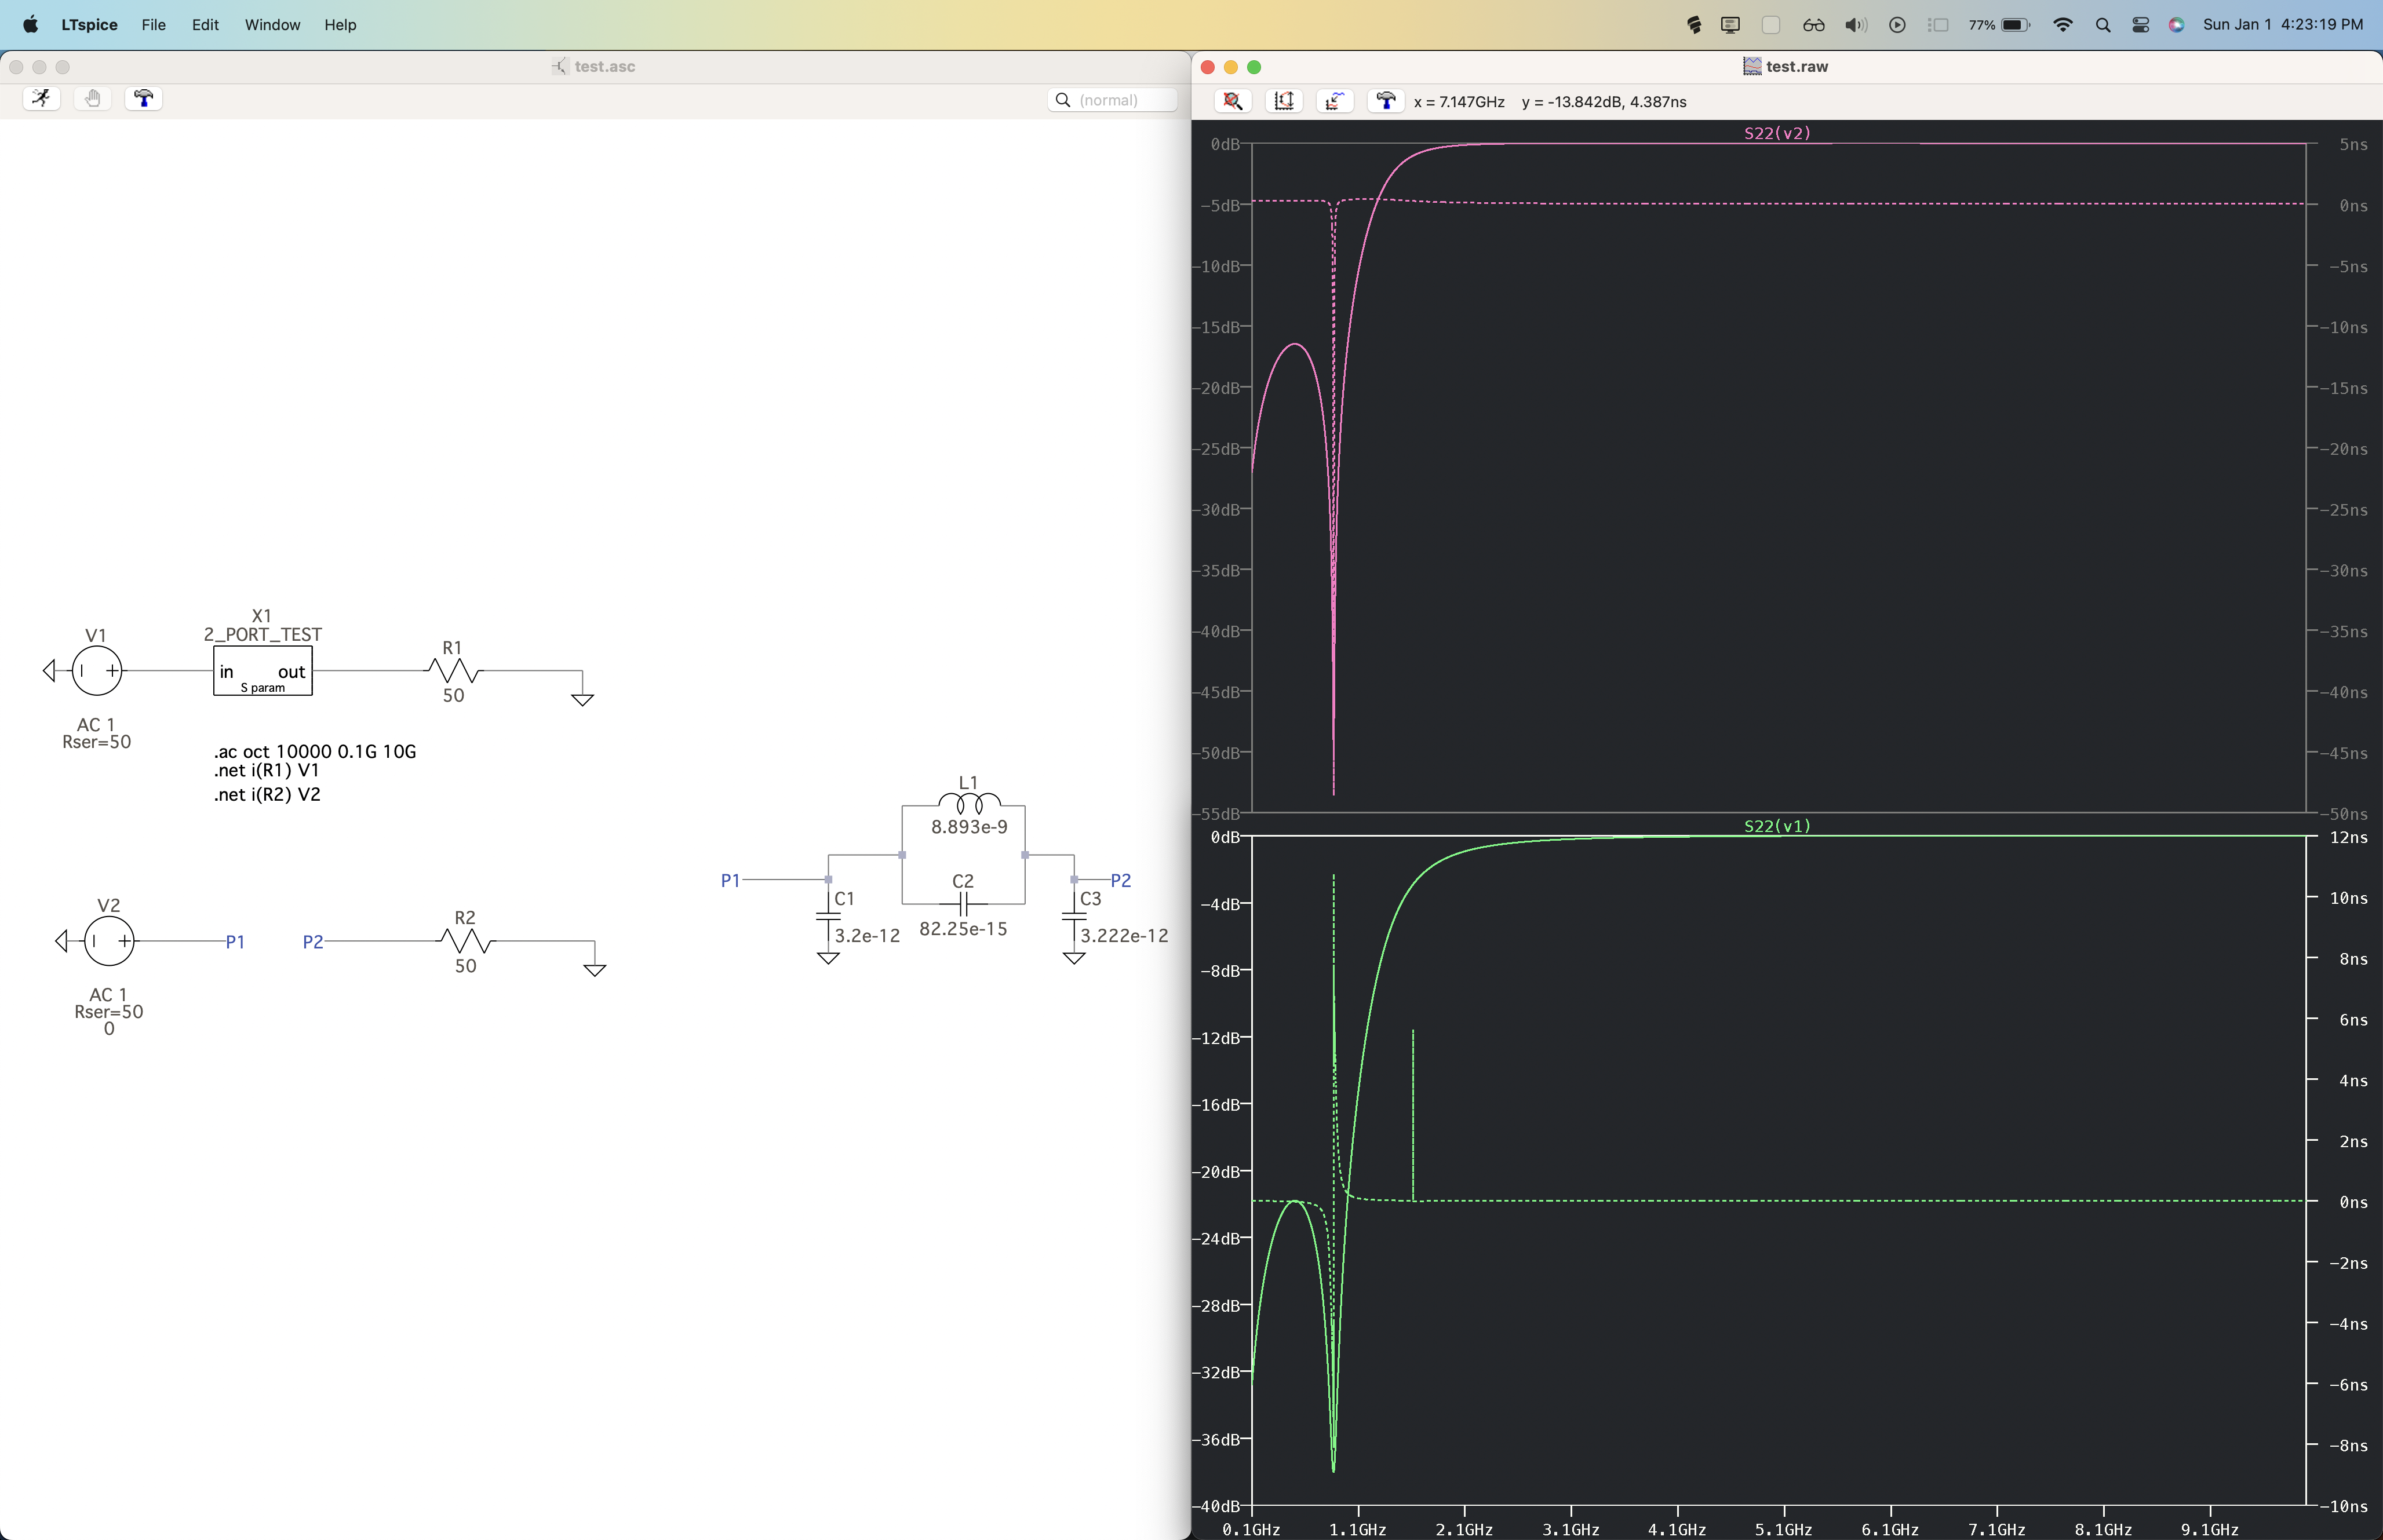 LTspice File Edit Window Help
77% Sun Jan 1 4:23:19 PM
test.asc
(normal)
X1
2_PORT_TEST
V1
in out
S param
R1
50
AC 1
Rser=50
.ac oct 10000 0.1G 10G
.net i(R1) V1
.net i(R2) V2
L1
8.893e-9
P1
C2
P2
C1
C3
82.25e-15
3.2e-12
3.222e-12
V2
P1
P2
R2
50
AC 1
Rser=50
0
test.raw
x = 7.147GHz y = -13.842dB, 4.387ns
S22(v2)
0dB 5ns
-5dB 0ns
-10dB -5ns
-15dB -10ns
-20dB -15ns
-25dB -20ns
-30dB -25ns
-35dB -30ns
-40dB -35ns
-45dB -40ns
-50dB -45ns
-55dB -50ns
S22(v1)
0dB 12ns
-4dB 10ns
-8dB 8ns
-12dB 6ns
-16dB 4ns
-20dB 2ns
-24dB 0ns
-28dB -2ns
-32dB -4ns
-36dB -6ns
-40dB -8ns
-10ns
0.1GHz 1.1GHz 2.1GHz 3.1GHz 4.1GHz 5.1GHz 6.1GHz 7.1GHz 8.1GHz 9.1GHz